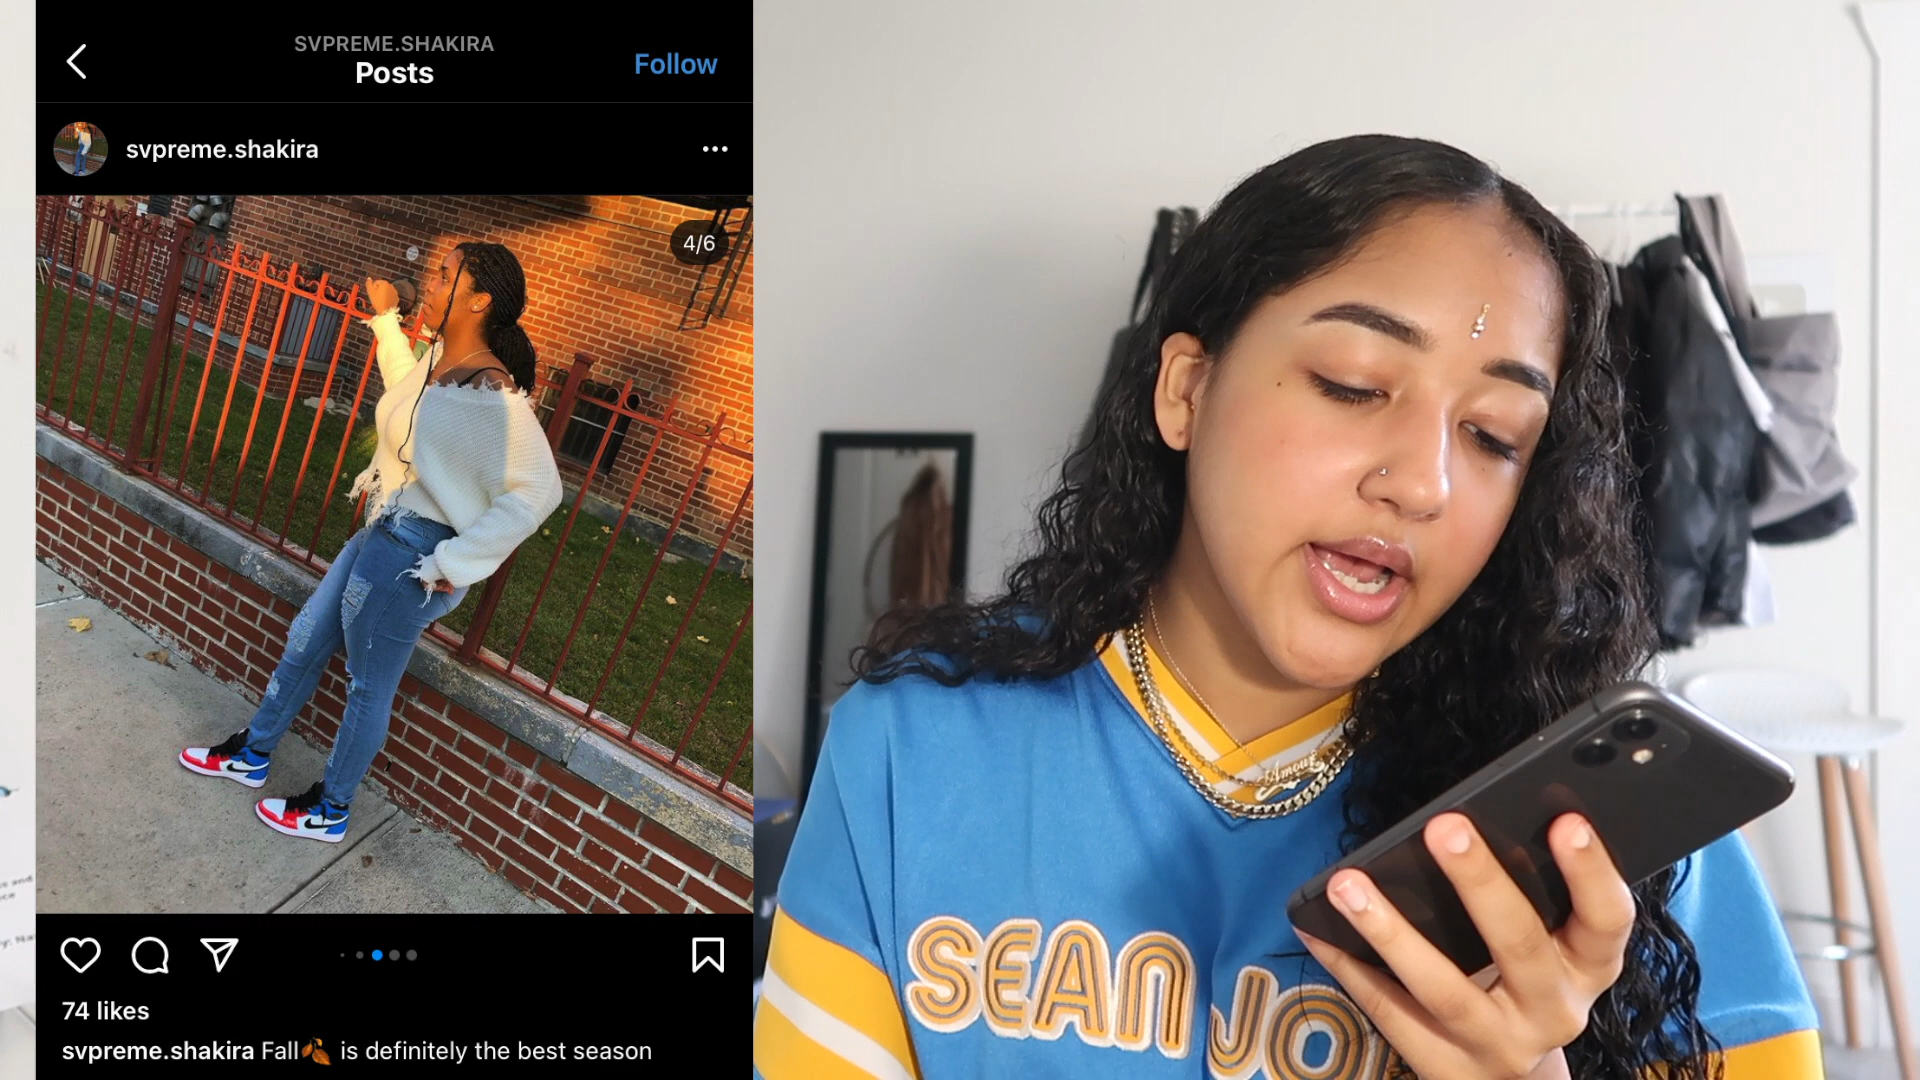 SVPREME.SHAKIRA
Posts
Follow
svpreme.shakira
4/6
74 likes
svpreme.shakira Fall🍂 is definitely the best season
Amour
SEAN JO